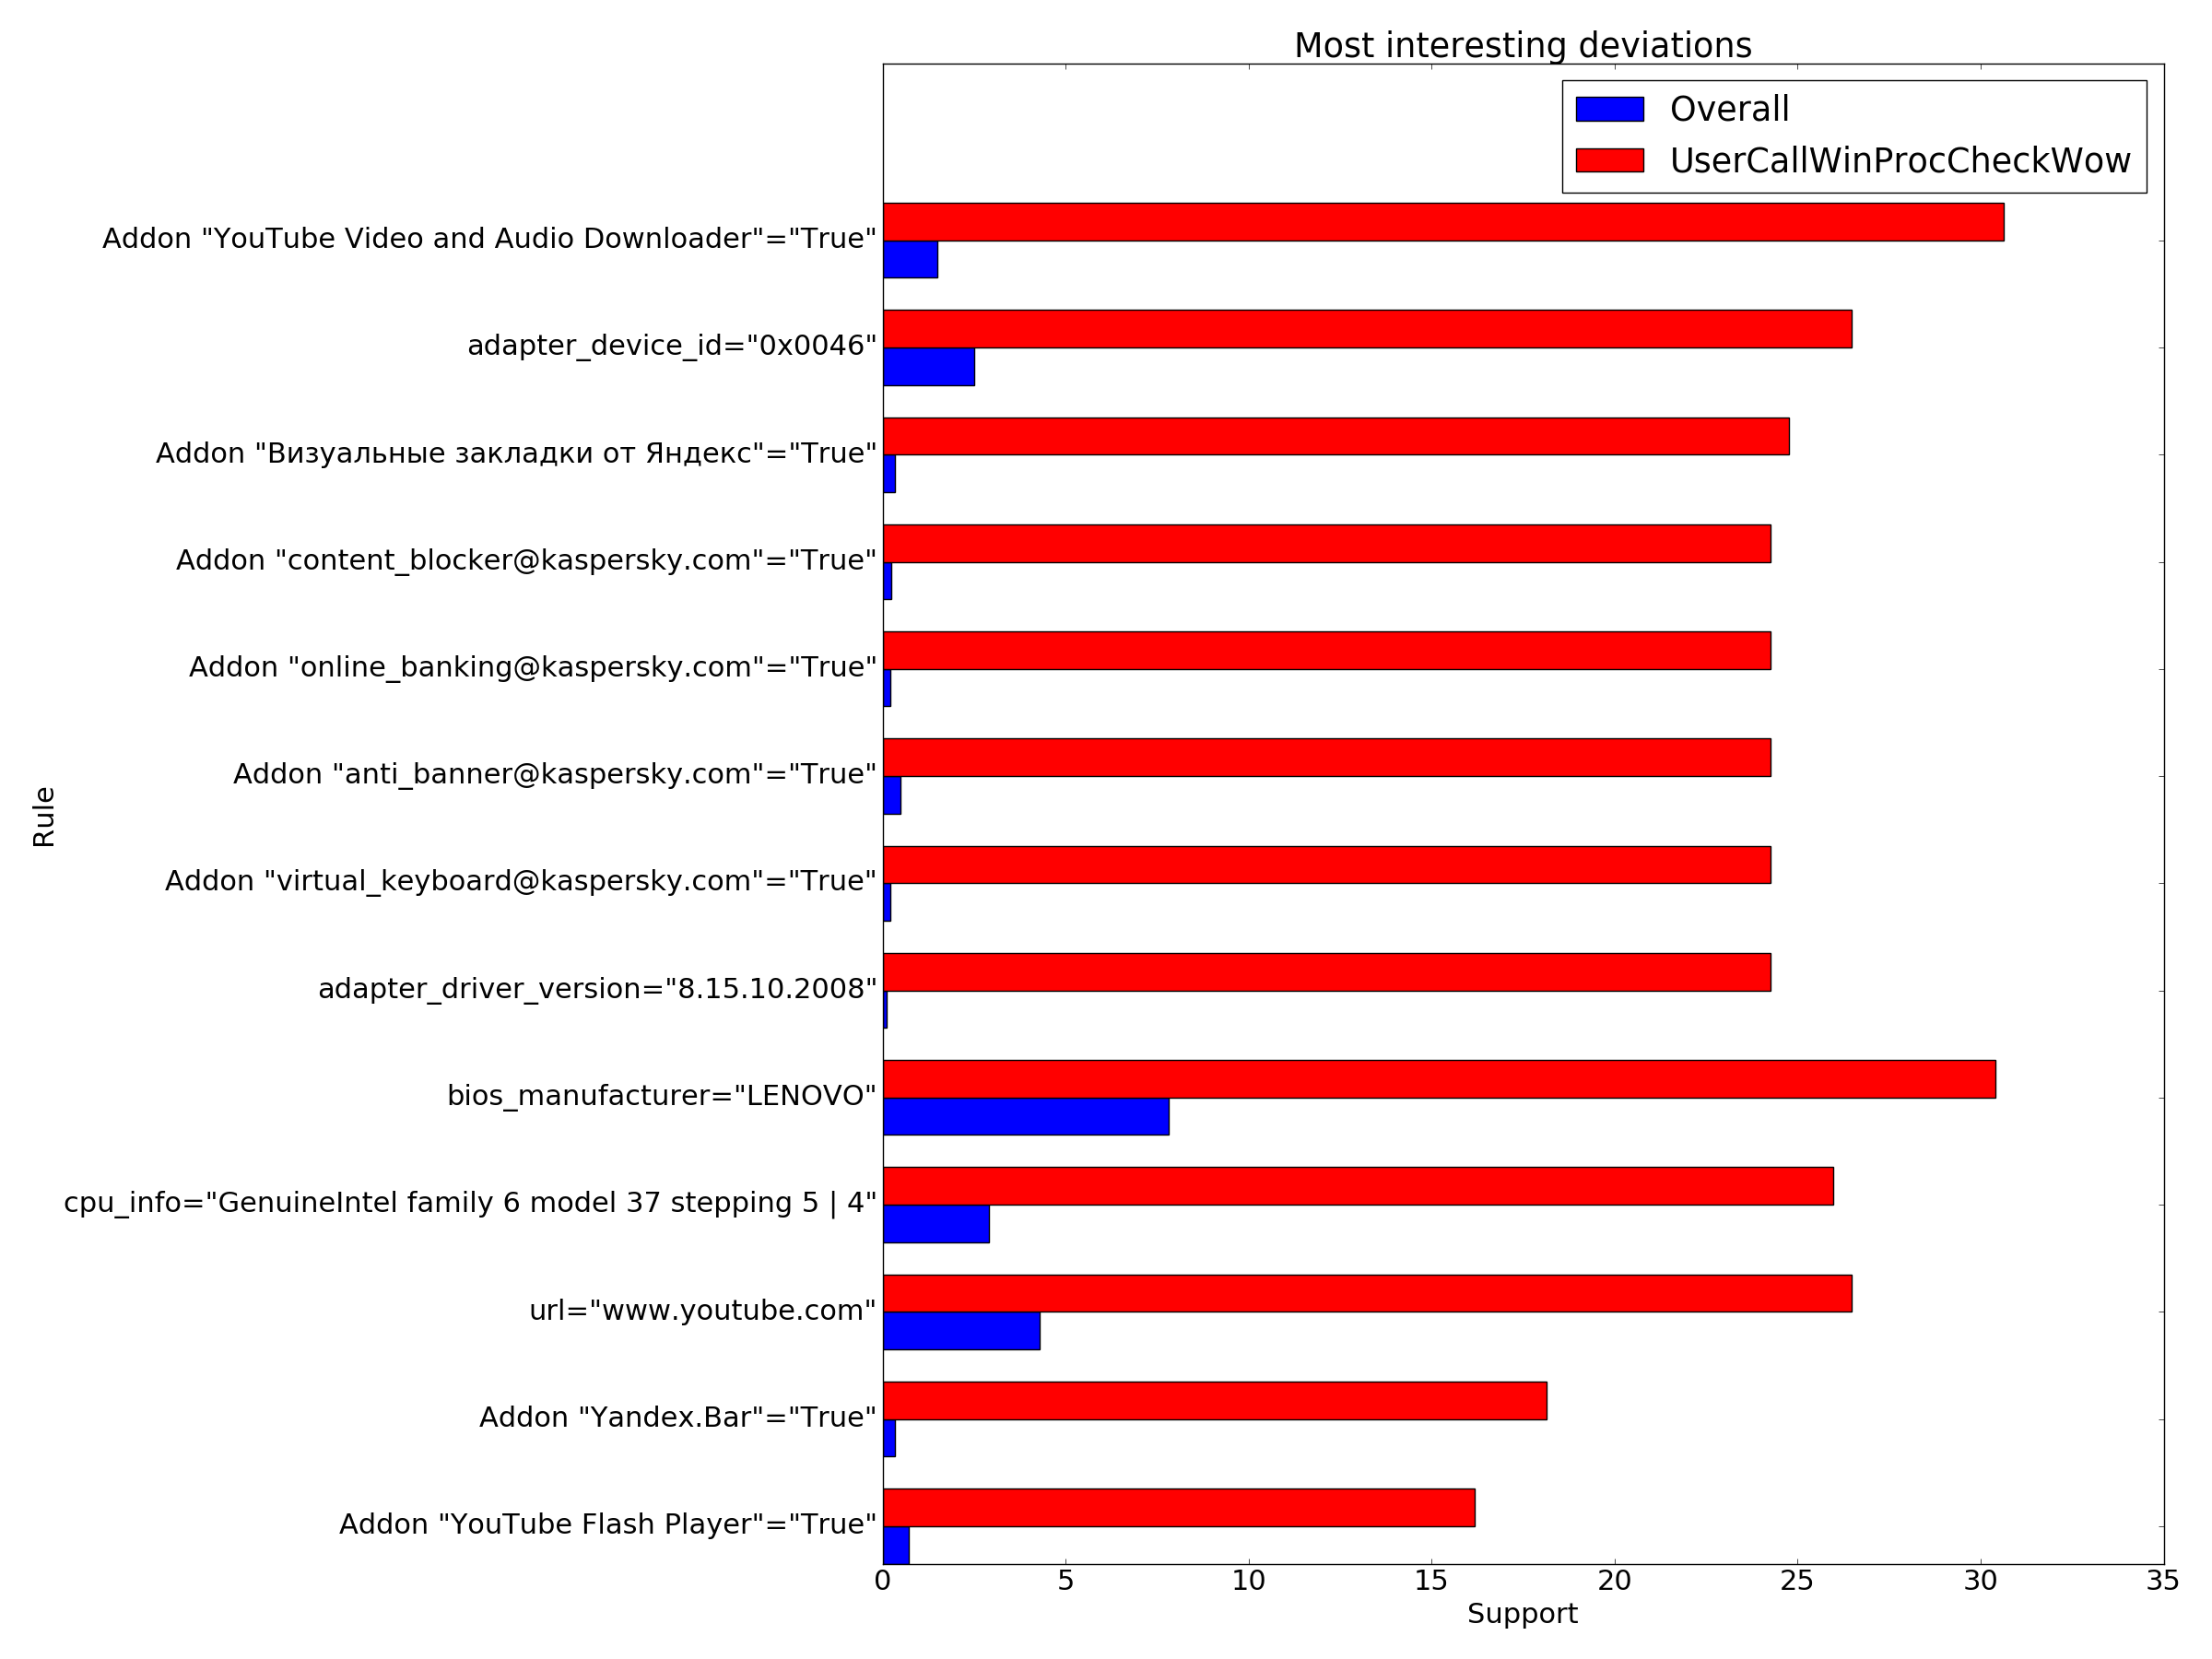 Most interesting deviations
Overall
UserCallWinProcCheckWow
Addon "YouTube Video and Audio Downloader"="True"
adapter_device_id="0x0046"
Addon "Визуальные закладки от Яндекс"="True"
Addon "content_blocker@kaspersky.com"="True"
Addon "online_banking@kaspersky.com"="True"
Addon "anti_banner@kaspersky.com"="True"
Addon "virtual_keyboard@kaspersky.com"="True"
adapter_driver_version="8.15.10.2008"
bios_manufacturer="LENOVO"
cpu_info="GenuineIntel family 6 model 37 stepping 5 | 4"
url="www.youtube.com"
Addon "Yandex.Bar"="True"
Addon "YouTube Flash Player"="True"
Rule
0 5 10 15 20 25 30 35
Support